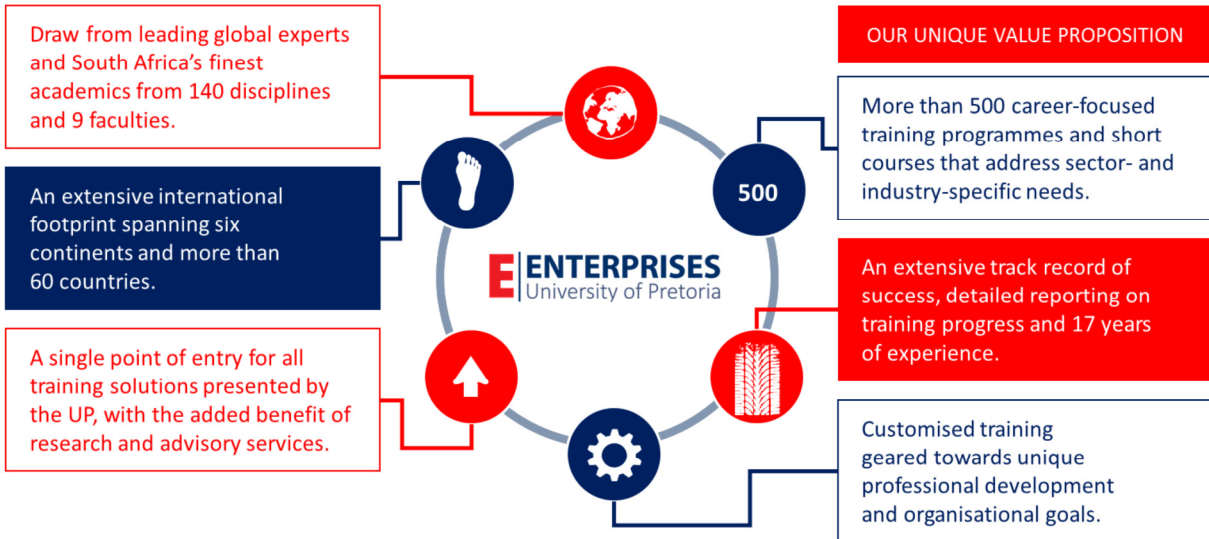 Draw from leading global experts
and South Africa's finest
academics from 140 disciplines
and 9 faculties.
An extensive international
footprint spanning six
continents and more than
60 countries.
A single point of entry for all
training solutions presented by
the UP, with the added benefit of
research and advisory services.
500
E ENTERPRISES
University of Pretoria
OUR UNIQUE VALUE PROPOSITION
More than 500 career-focused
training programmes and short
courses that address sector- and
industry-specific needs.
An extensive track record of
success, detailed reporting on
training progress and 17 years
of experience.
Customised training
geared towards unique
professional development
and organisational goals.